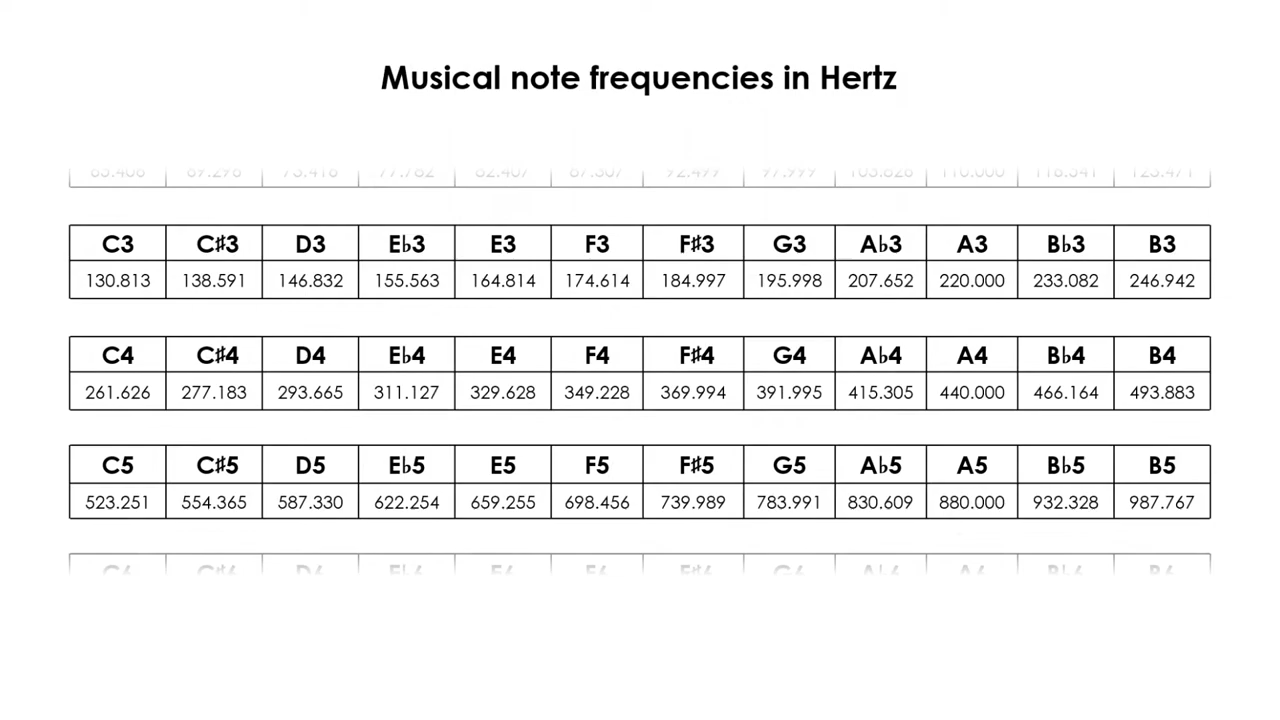 Musical note frequencies in Hertz
110.000
C3 C♯3 D3 E♭3 E3 F3 F♯3 G3 A♭3 A3 B♭3 B3
130.813 138.591 146.832 155.563 164.814 174.614 184.997 195.998 207.652 220.000 233.082 246.942
C4 C♯4 D4 E♭4 E4 F4 F♯4 G4 A♭4 A4 B♭4 B4
261.626 277.183 293.665 311.127 329.628 349.228 369.994 391.995 415.305 440.000 466.164 493.883
C5 C♯5 D5 E♭5 E5 F5 F♯5 G5 A♭5 A5 B♭5 B5
523.251 554.365 587.330 622.254 659.255 698.456 739.989 783.991 830.609 880.000 932.328 987.767